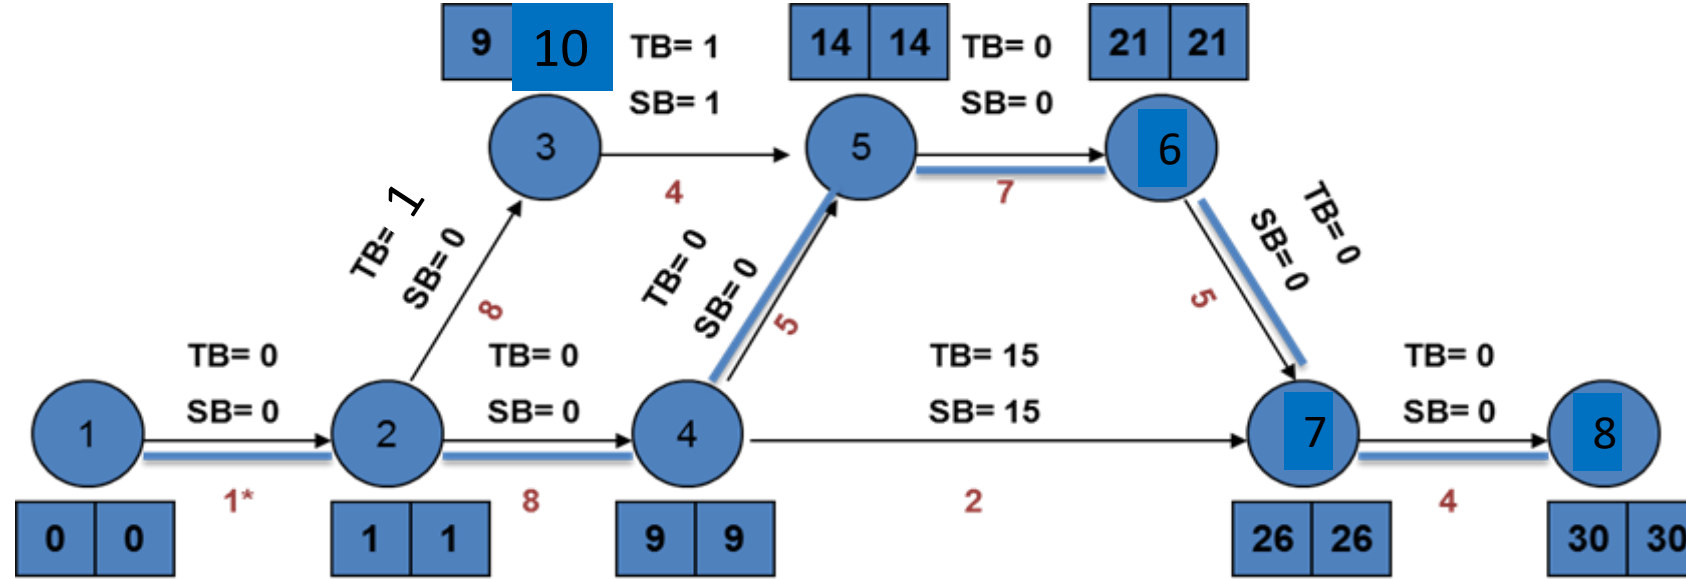 9 10
TB= 1
SB= 1
14 14
TB= 0
SB= 0
21 21
3
5
6
4
7
TB= 1
SB= 0
8
TB= 0
SB= 0
5
TB= 0
SB= 0
5
TB= 0
SB= 0
TB= 0
SB= 0
TB= 15
SB= 15
TB= 0
SB= 0
1
2
4
7
8
1*
8
2
4
0 0
1 1
9 9
26 26
30 30